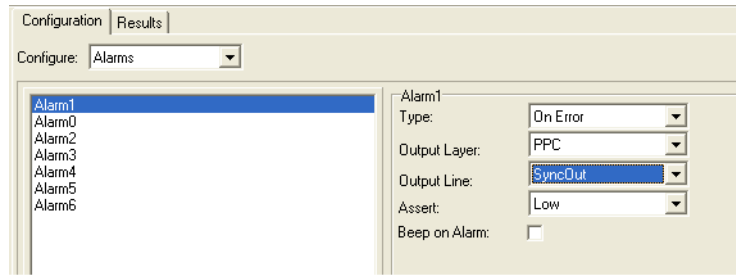 Configuration Results
Configure: Alarms
Alarm1
Alarm0
Alarm2
Alarm3
Alarm4
Alarm5
Alarm6
Alarm1
Type: On Error
Output Layer: PPC
Output Line: SyncOut
Assert: Low
Beep on Alarm: